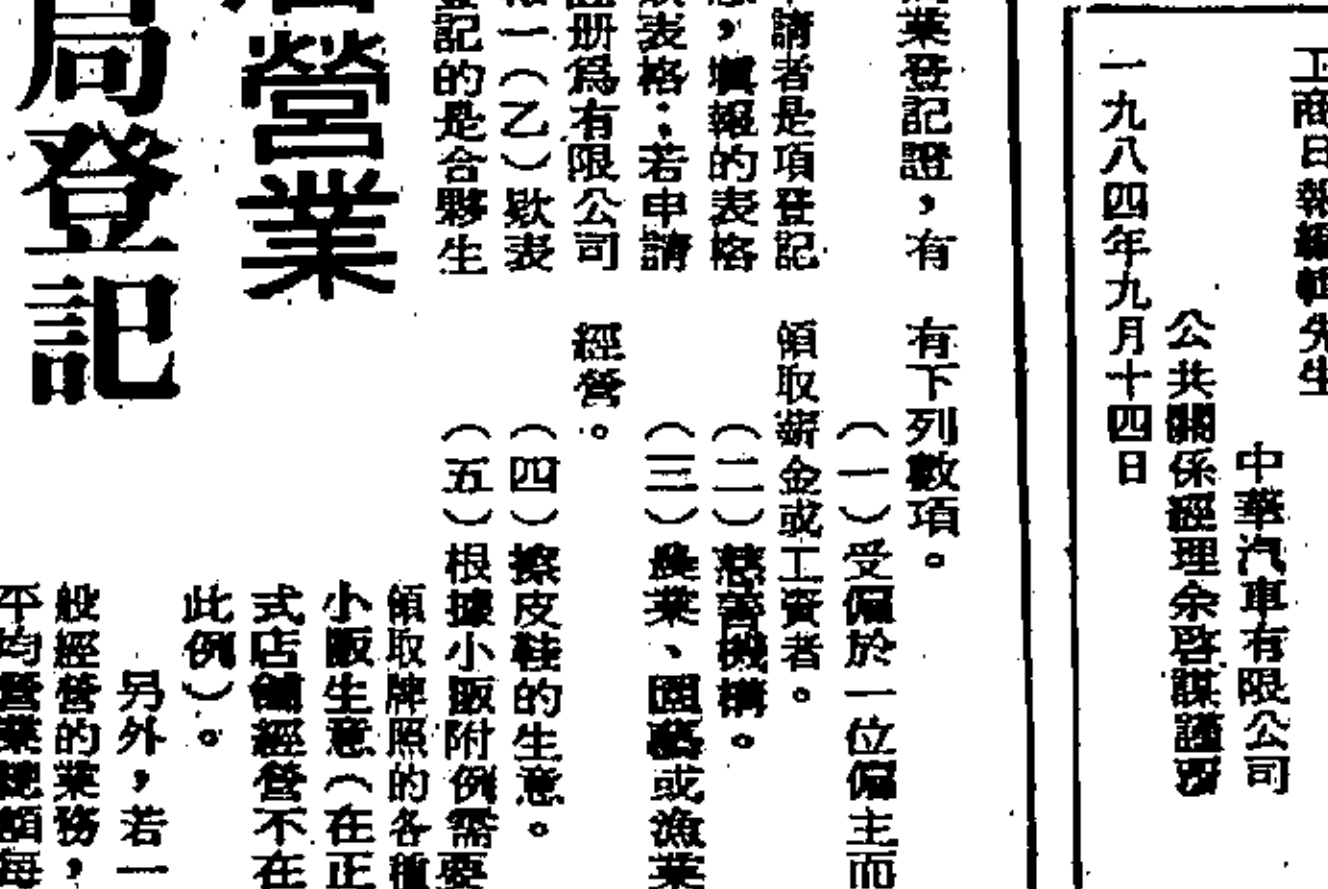 工商日報編輯先生
中華汽車有限公司
公共關係經理余啓謀謹啓
一九八四年九月十四日
業登記證，有
請者是項登記
，填報的表格
表格；若申請
册爲有限公司
一（乙）欵表
記的是合夥生
營業
局登記
有下列數項。
（一）受僱於一位僱主而
領取薪金或工資者。
（二）慈善機構。
（三）農業、園藝或漁業
經營。
（四）擦皮鞋的生意。
（五）根據小販附例需要
領取牌照的各種
小販生意（在正
式店舖經營不在
此例）。
另外，若一
般經營的業務，
平均營業總額每